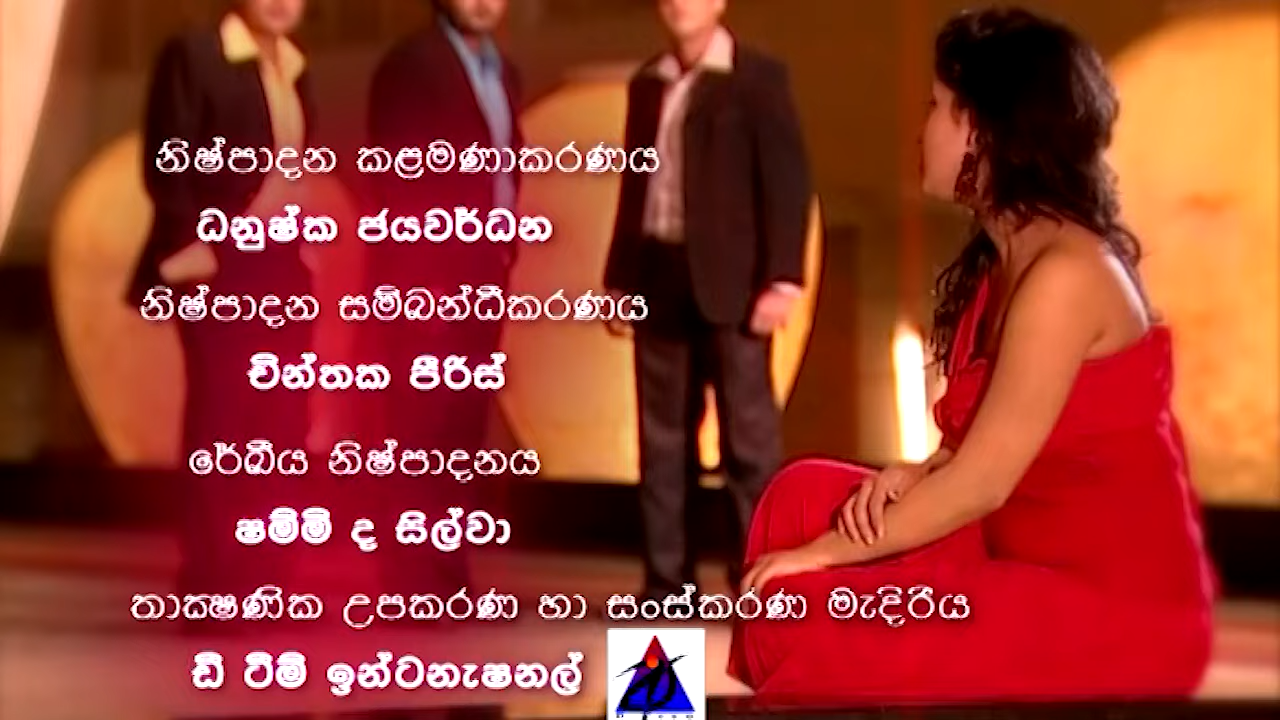 නිෂ්පාදන කළමණාකරණය
ධනුෂ්ක ජයවර්ධන
නිෂ්පාදන සම්බන්ධීකරණය
චින්තක පීරිස්
රේඛීය නිෂ්පාදනය
ෂම්මි ද සිල්වා
තාක්‍ෂණික උපකරණ හා සංස්කරණ මැදිරිය
ඩී ටීම් ඉන්ටනැෂනල්